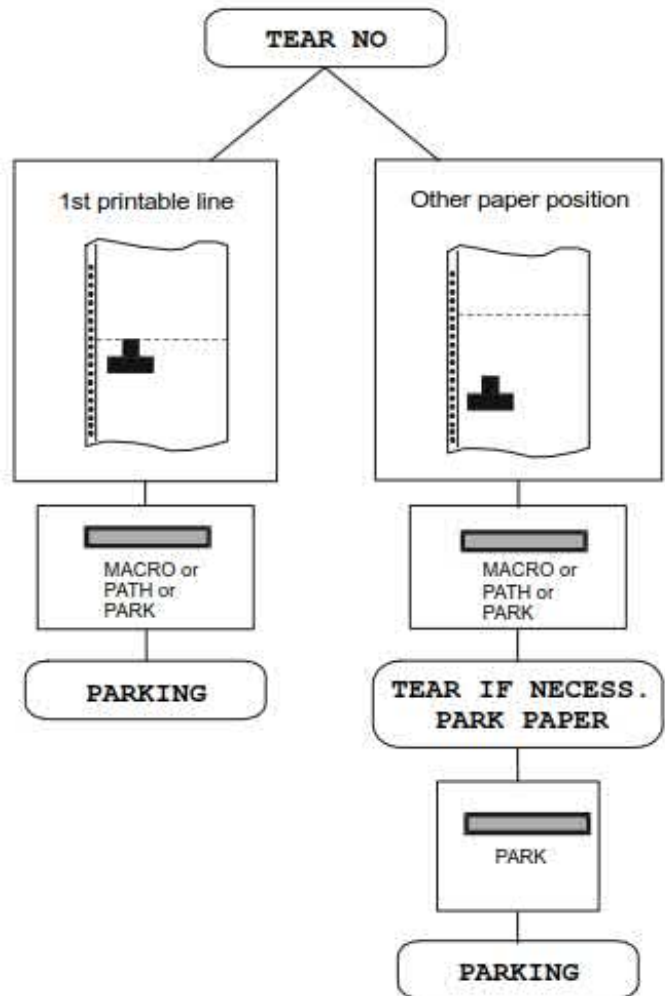 TEAR NO
1st printable line
Other paper position
MACRO or
PATH or
PARK
MACRO or
PATH or
PARK
PARKING
TEAR IF NECESS.
PARK PAPER
PARK
PARKING